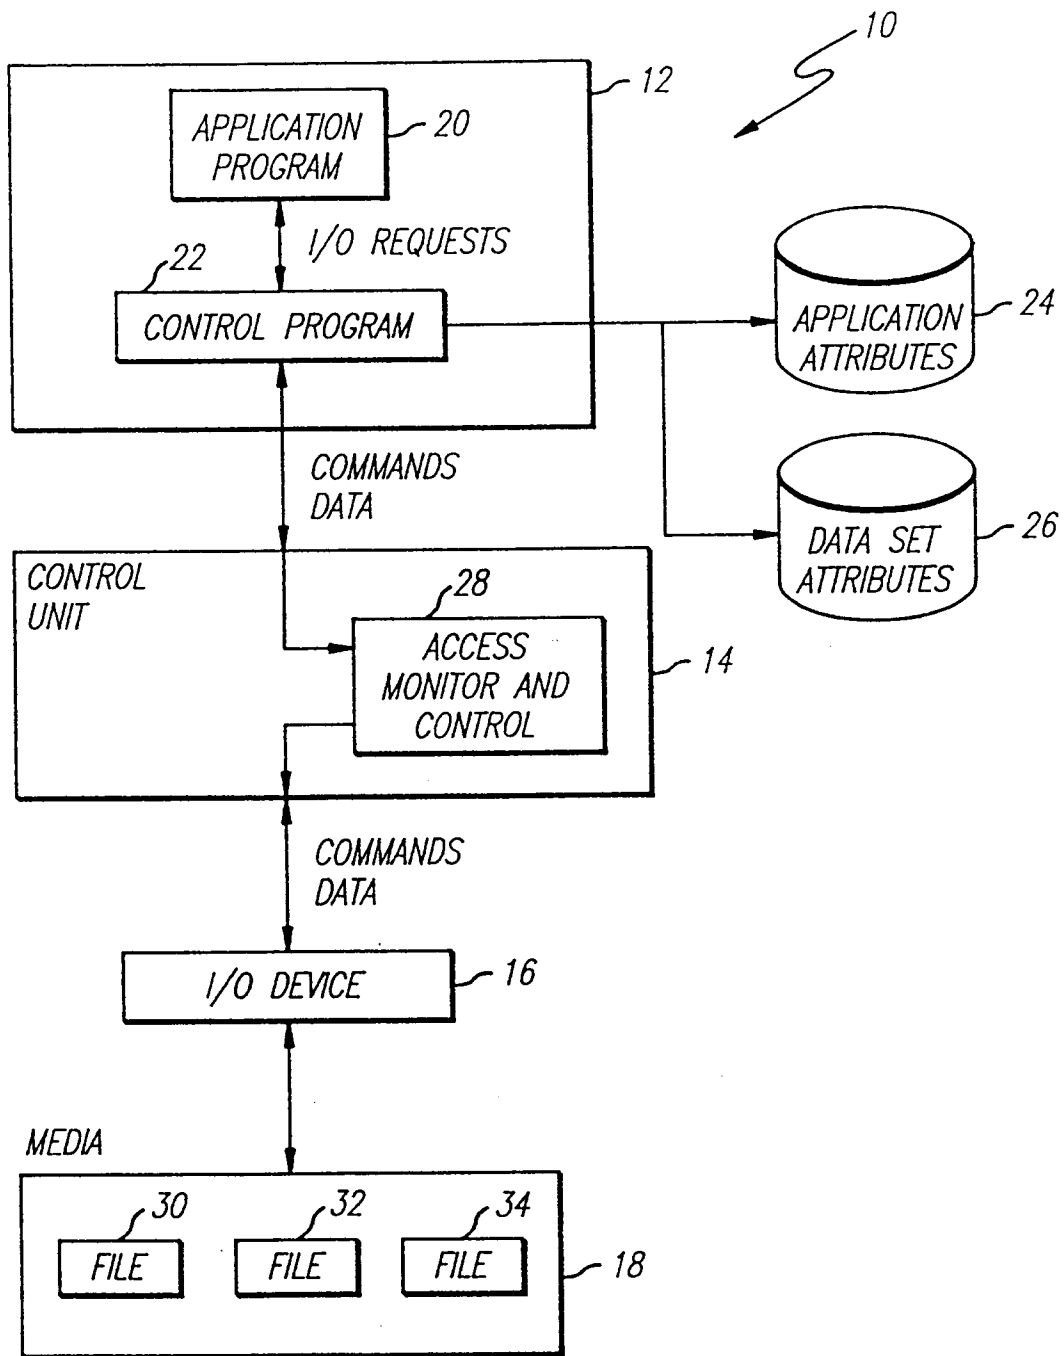 10
12
APPLICATION
PROGRAM
20
I/O REQUESTS
22
CONTROL PROGRAM
APPLICATION
ATTRIBUTES
24
COMMANDS
DATA
DATA SET
ATTRIBUTES
26
CONTROL
UNIT
28
ACCESS
MONITOR AND
CONTROL
14
COMMANDS
DATA
I/O DEVICE
16
MEDIA
30
FILE
32
FILE
34
FILE
18